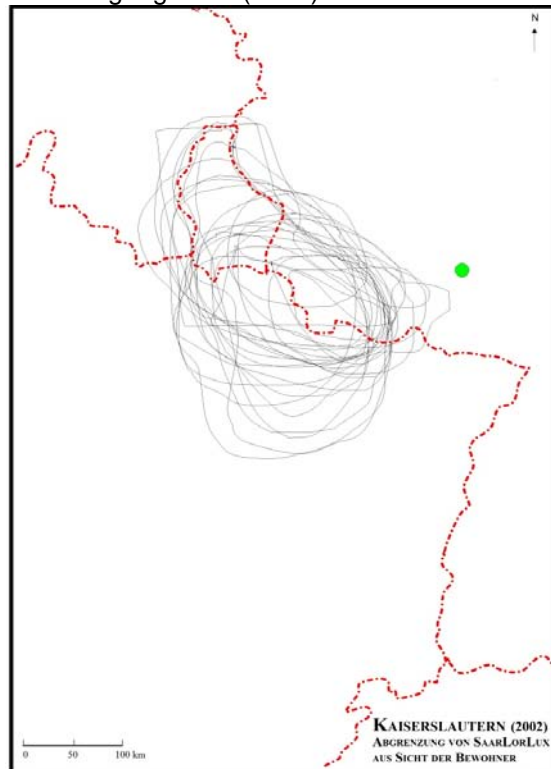 N
0 50 100 km
KAISERSLAUTERN (2002)
ABGRENZUNG VON SAARLORLUX
AUS SICHT DER BEWOHNER